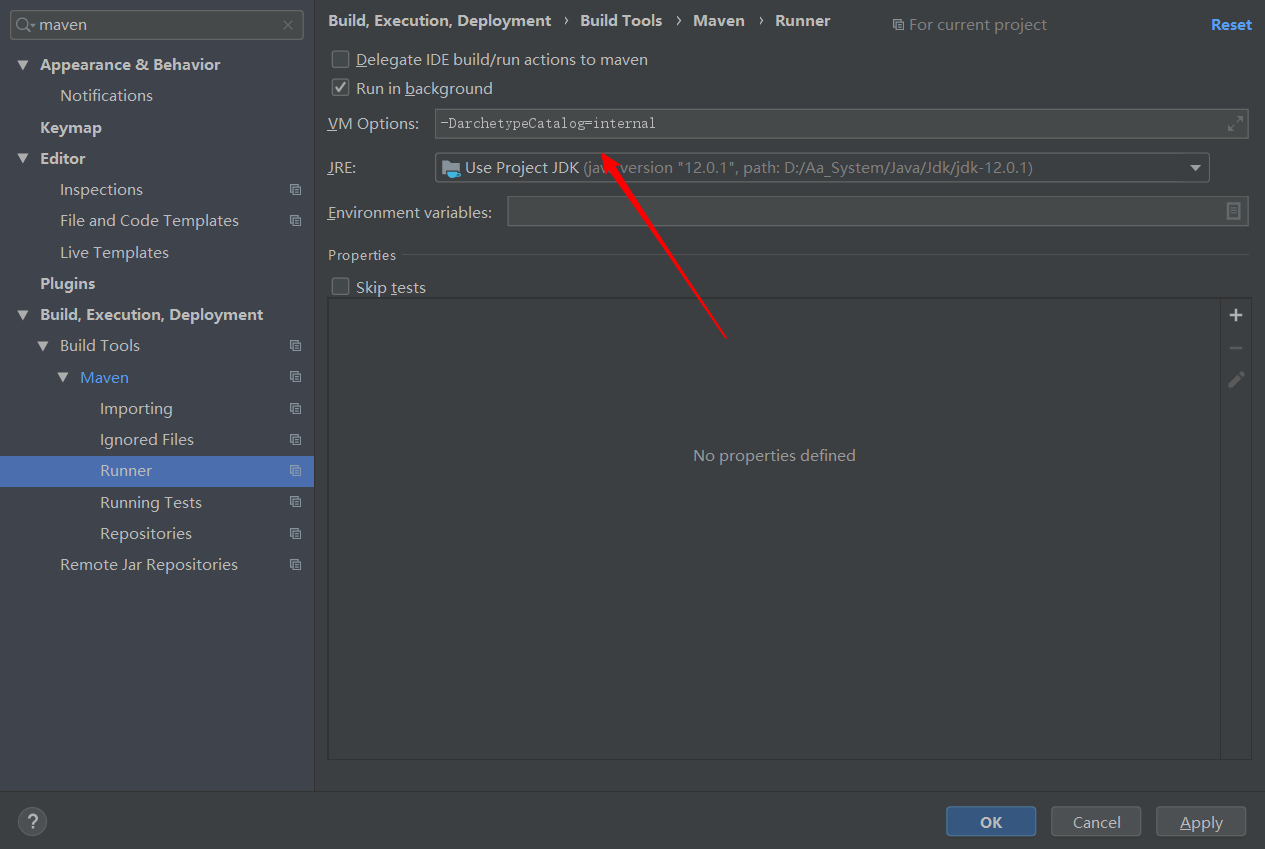 maven
Appearance & Behavior
Notifications
Keymap
Editor
Inspections
File and Code Templates
Live Templates
Plugins
Build, Execution, Deployment
Build Tools
Maven
Importing
Ignored Files
Runner
Running Tests
Repositories
Remote Jar Repositories
Build, Execution, Deployment › Build Tools › Maven › Runner
For current project
Reset
Delegate IDE build/run actions to maven
Run in background
VM Options: -DarchetypeCatalog=internal
JRE: Use Project JDK (java version "12.0.1", path: D:/Aa_System/Java/Jdk/jdk-12.0.1)
Environment variables:
Properties
Skip tests
No properties defined
?
OK
Cancel
Apply